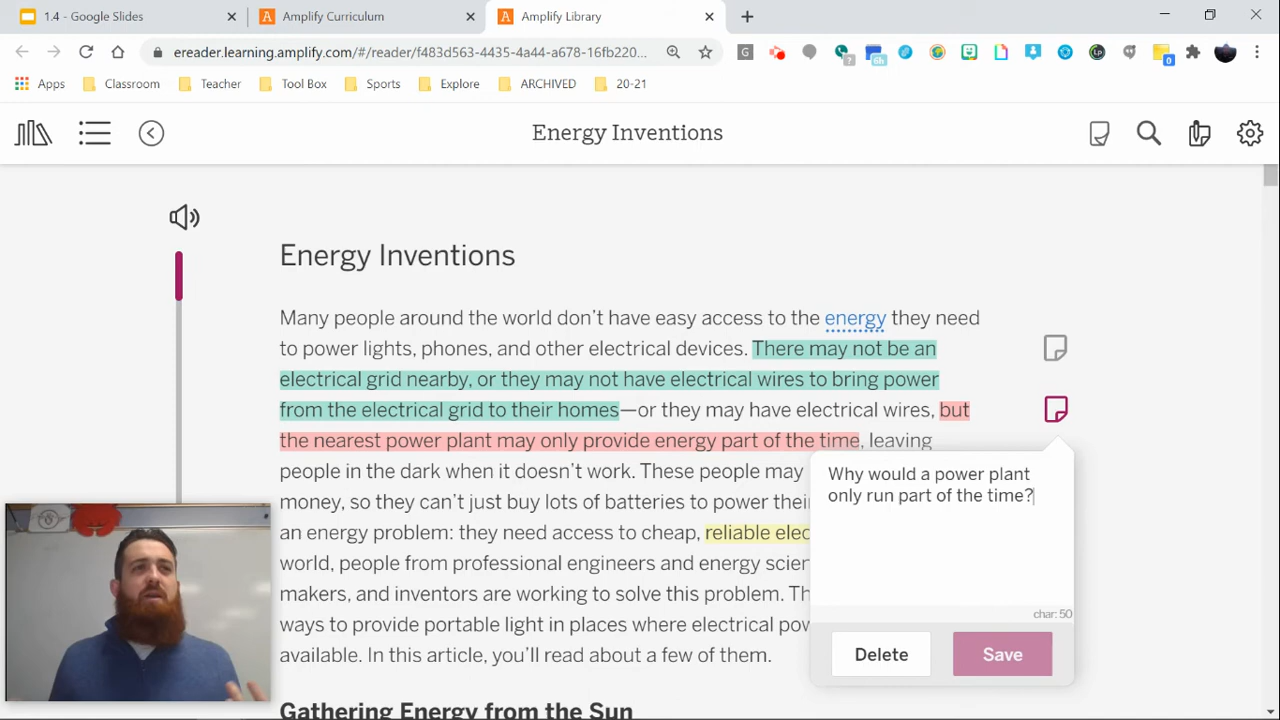 1.4 - Google Slides
Amplify Curriculum
Amplify Library
ereader.learning.amplify.com/#/reader/f483d563-4435-4a44-a678-16fb220...
Apps
Classroom
Teacher
Tool Box
Sports
Explore
ARCHIVED
20-21
Energy Inventions
Energy Inventions
Many people around the world don't have easy access to the energy they need
to power lights, phones, and other electrical devices. There may not be an
electrical grid nearby, or they may not have electrical wires to bring power
from the electrical grid to their homes—or they may have electrical wires, but
the nearest power plant may only provide energy part of the time, leaving
people in the dark when it doesn't work. These people may
money, so they can't just buy lots of batteries to power their
an energy problem: they need access to cheap, reliable elec
world, people from professional engineers and energy scien
makers, and inventors are working to solve this problem. Th
ways to provide portable light in places where electrical pow
available. In this article, you'll read about a few of them.
Why would a power plant
only run part of the time?
char: 50
Delete
Save
Gathering Energy from the Sun